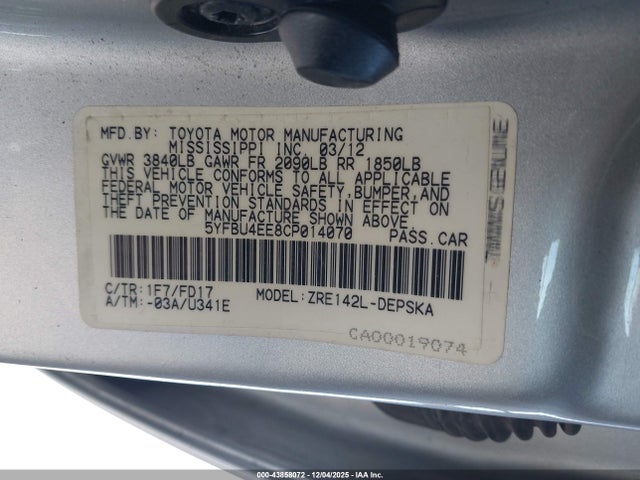 MFD.BY: TOYOTA MOTOR MANUFACTURING
MISSISSIPPI INC. 03/12
GVWR 3840LB GAWR FR 2090LB RR 1850LB
THIS VEHICLE CONFORMS TO ALL APPLICABLE
FEDERAL MOTOR VEHICLE SAFETY, BUMPER, AND
THEFT PREVENTION STANDARDS IN EFFECT ON
THE DATE OF MANUFACTURE SHOWN ABOVE.
5YFBU4EE8CP014070 PASS.CAR
C/TR:1F7/FD17
A/TM:-03A/U341E MODEL:ZRE142L-DEPSKA
CA00019074
GENUINE
000-43858072 - 12/04/2025 - IAA Inc.